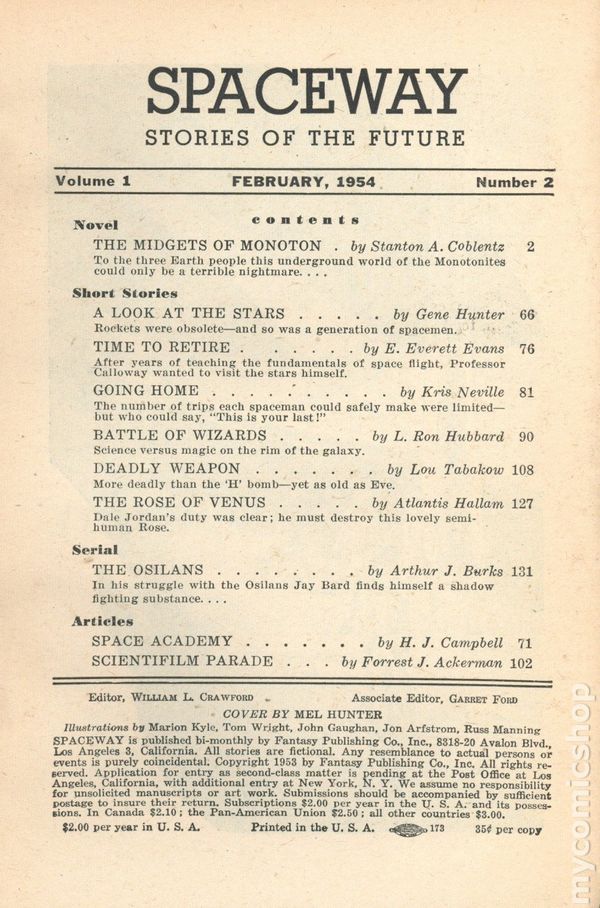 SPACEWAY
STORIES OF THE FUTURE
Volume 1 FEBRUARY, 1954 Number 2
contents
Novel
THE MIDGETS OF MONOTON . by Stanton A. Coblentz 2
To the three Earth people this underground world of the Monotonites
could only be a terrible nightmare. . . .
Short Stories
A LOOK AT THE STARS . . . . . by Gene Hunter 66
Rockets were obsolete—and so was a generation of spacemen.
TIME TO RETIRE . . . . . . by E. Everett Evans 76
After years of teaching the fundamentals of space flight, Professor
Calloway wanted to visit the stars himself.
GOING HOME . . . . . . . . . by Kris Neville 81
The number of trips each spaceman could safely make were limited—
but who could say, "This is your last!"
BATTLE OF WIZARDS . . . . . by L. Ron Hubbard 90
Science versus magic on the rim of the galaxy.
DEADLY WEAPON . . . . . . . by Lou Tabakow 108
More deadly than the 'H' bomb—yet as old as Eve.
THE ROSE OF VENUS . . . . . by Atlantis Hallam 127
Dale Jordan's duty was clear; he must destroy this lovely semi-
human Rose.
Serial
THE OSILANS . . . . . . . . by Arthur J. Burks 131
In his struggle with the Osilans Jay Bard finds himself a shadow
fighting substance. . . .
Articles
SPACE ACADEMY . . . . . . . by H. J. Campbell 71
SCIENTIFILM PARADE . . . by Forrest J. Ackerman 102
Editor, WILLIAM L. CRAWFORD Associate Editor, GARRET FORD
COVER BY MEL HUNTER
Illustrations by Marion Kyle, Tom Wright, John Gaughan, Jon Arfstrom, Russ Manning
SPACEWAY is published bi-monthly by Fantasy Publishing Co., Inc., 8318-20 Avalon Blvd.,
Los Angeles 3, California. All stories are fictional. Any resemblance to actual persons or
events is purely coincidental. Copyright 1953 by Fantasy Publishing Co., Inc. All rights re-
served. Application for entry as second-class matter is pending at the Post Office at Los
Angeles, California, with additional entry at New York, N. Y. We assume no responsibility
for unsolicited manuscripts or art work. Submissions should be accompanied by sufficient
postage to insure their return. Subscriptions $2.00 per year in the U. S. A. and its posses-
sions. In Canada $2.10; the Pan-American Union $2.50; all other countries $3.00.
$2.00 per year in U. S. A. Printed in the U. S. A. 173 35¢ per copy
mycomicshop